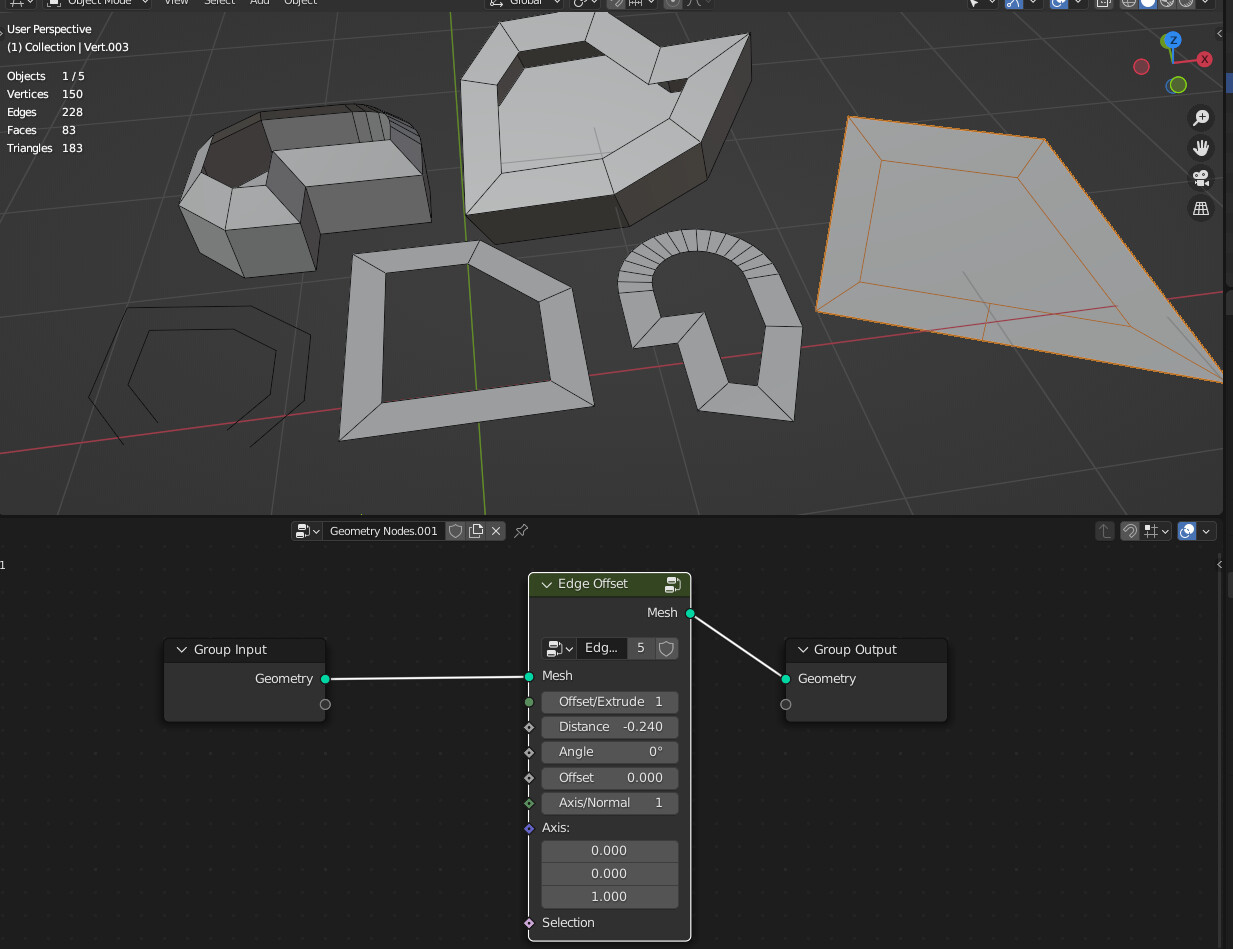 Object Mode View Select Add Object Global
User Perspective
(1) Collection | Vert.003
Objects 1 / 5
Vertices 150
Edges 228
Faces 83
Triangles 183
Z
X
Geometry Nodes.001
1
Edge Offset
Mesh
Edg... 5
Mesh
Offset/Extrude 1
Distance -0.240
Angle 0°
Offset 0.000
Axis/Normal 1
Axis:
0.000
0.000
1.000
Selection
Group Input
Geometry
Group Output
Geometry